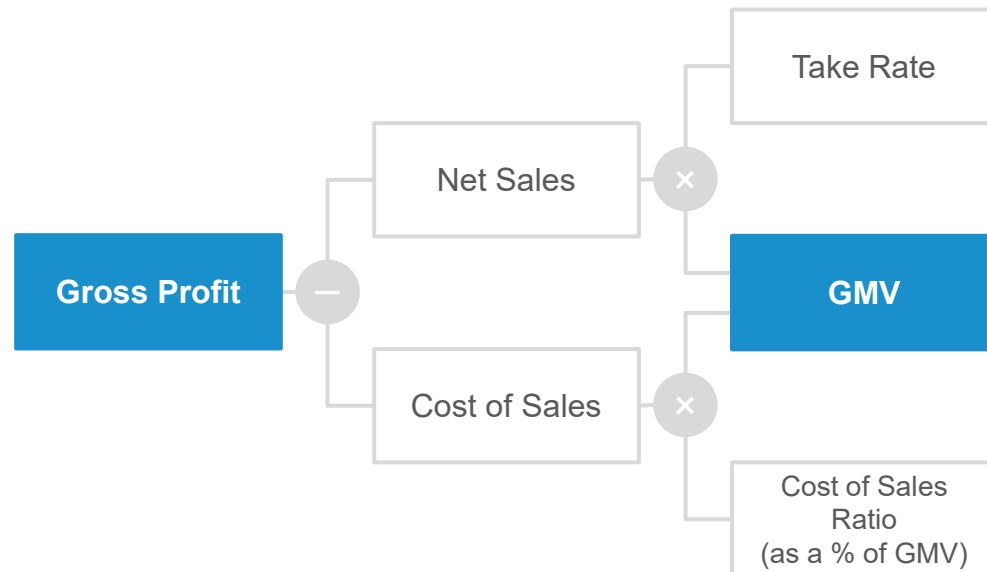 Take Rate
Net Sales
×
Gross Profit
—
GMV
Cost of Sales
×
Cost of Sales
Ratio
(as a % of GMV)